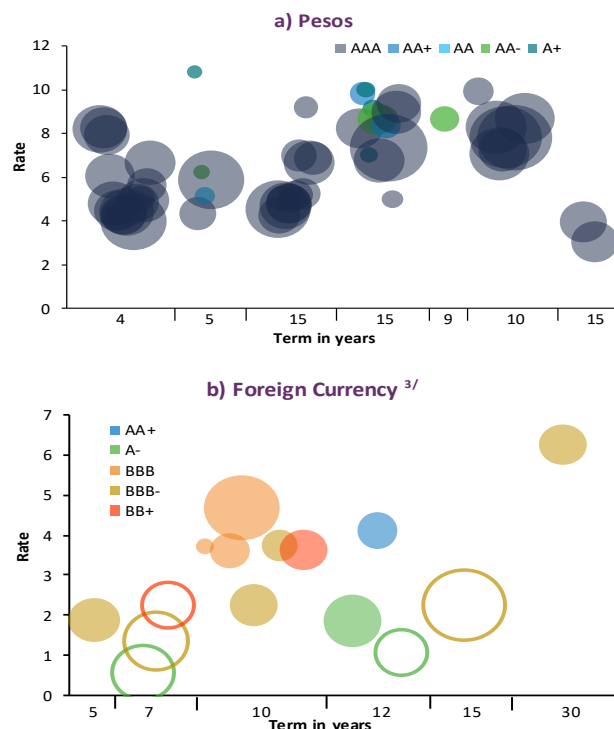 a) Pesos
12
AAA AA+ AA AA- A+
10
8
Rate
6
4
2
0
4 5 15 15 9 10 15
Term in years
b) Foreign Currency 3/
7
AA+
6
A-
BBB
5
BBB-
BB+
4
Rate
3
2
1
0
5 7 10 12 15 30
Term in years